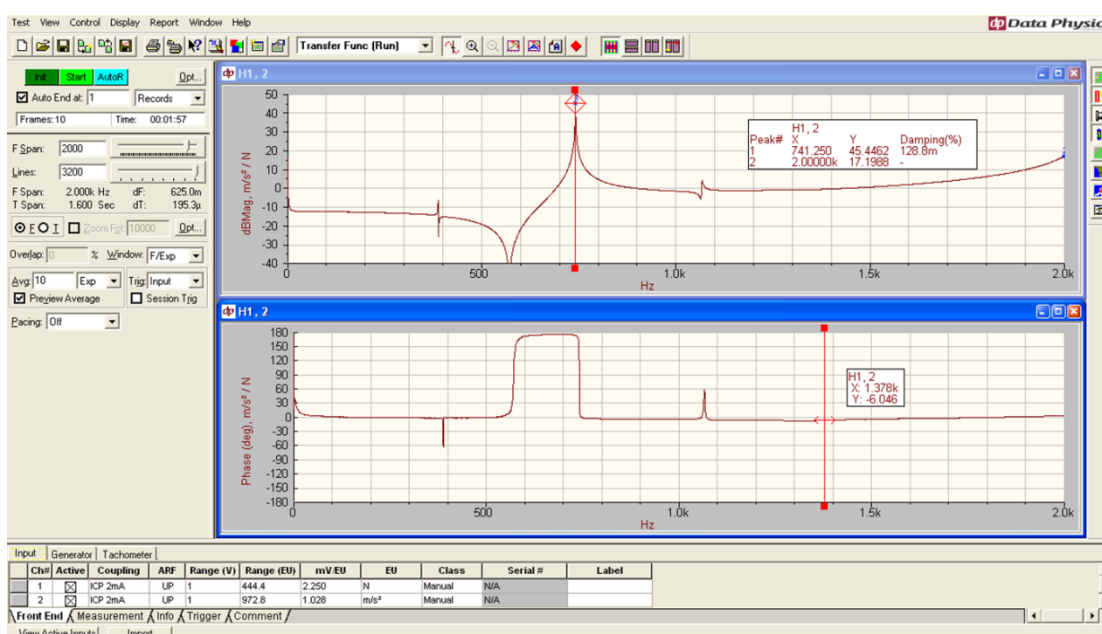 Test View Control Display Report Window Help
dp Data Physic
Transfer Func (Run)
Init Start AutoR Opt...
Auto End at: 1 Records
Frames:10 Time: 00:01:57
F Span: 2000
Lines: 3200
F Span: 2.000k Hz dF: 625.0m
T Span: 1.600 Sec dT: 195.3µ
F I Zoom Fct: 10000 Opt...
Overlap: 0 % Window: F/Exp
Avg: 10 Exp Trig: Input
Preview Average Session Trig
Pacing: Off
dp H1, 2
50
40
30
20
10
0
-10
-20
-30
-40
dBMag, m/s² / N
H1, 2
Peak# X Y Damping(%)
1 741.250 45.4462 128.8m
2 2.00000k 17.1988 -
0 500 1.0k 1.5k 2.0k
Hz
dp H1, 2
180
150
120
90
60
30
0
-30
-60
-90
-120
-150
-180
Phase (deg), m/s² / N
H1, 2
X: 1.378k
Y: -6.046
0 500 1.0k 1.5k 2.0k
Hz
Input Generator Tachometer
Ch# Active Coupling ARF Range (V) Range (EU) mV/EU EU Class Serial # Label
1 ICP 2mA UP 1 444.4 2.250 N Manual N/A
2 ICP 2mA UP 1 972.8 1.028 m/s² Manual N/A
Front End Measurement Info Trigger Comment
View Active Inputs Import